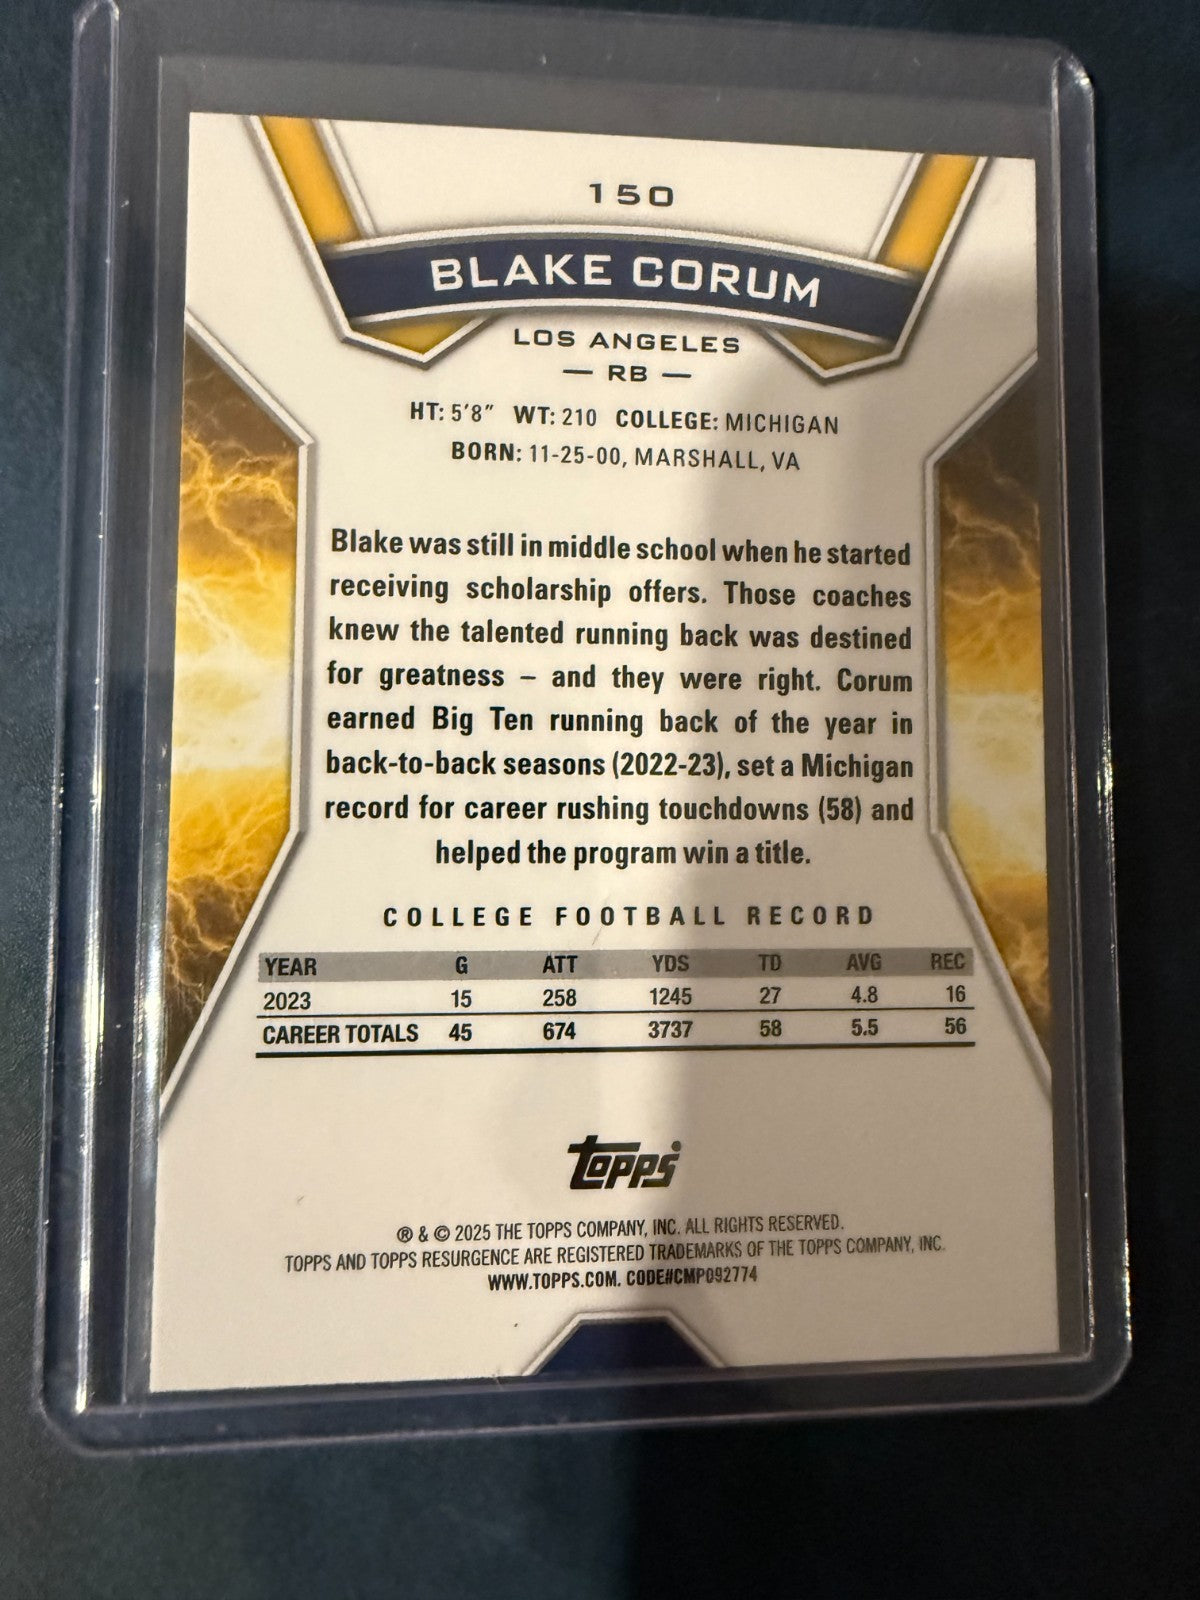 150
BLAKE CORUM
LOS ANGELES
— RB —
HT: 5'8" WT: 210 COLLEGE: MICHIGAN
BORN: 11-25-00, MARSHALL, VA
Blake was still in middle school when he started
receiving scholarship offers. Those coaches
knew the talented running back was destined
for greatness – and they were right. Corum
earned Big Ten running back of the year in
back-to-back seasons (2022-23), set a Michigan
record for career rushing touchdowns (58) and
helped the program win a title.
COLLEGE FOOTBALL RECORD
YEAR G ATT YDS TD AVG REC
2023 15 258 1245 27 4.8 16
CAREER TOTALS 45 674 3737 58 5.5 56
topps
® & © 2025 THE TOPPS COMPANY, INC. ALL RIGHTS RESERVED.
TOPPS AND TOPPS RESURGENCE ARE REGISTERED TRADEMARKS OF THE TOPPS COMPANY, INC.
WWW.TOPPS.COM. CODE#CMP092774